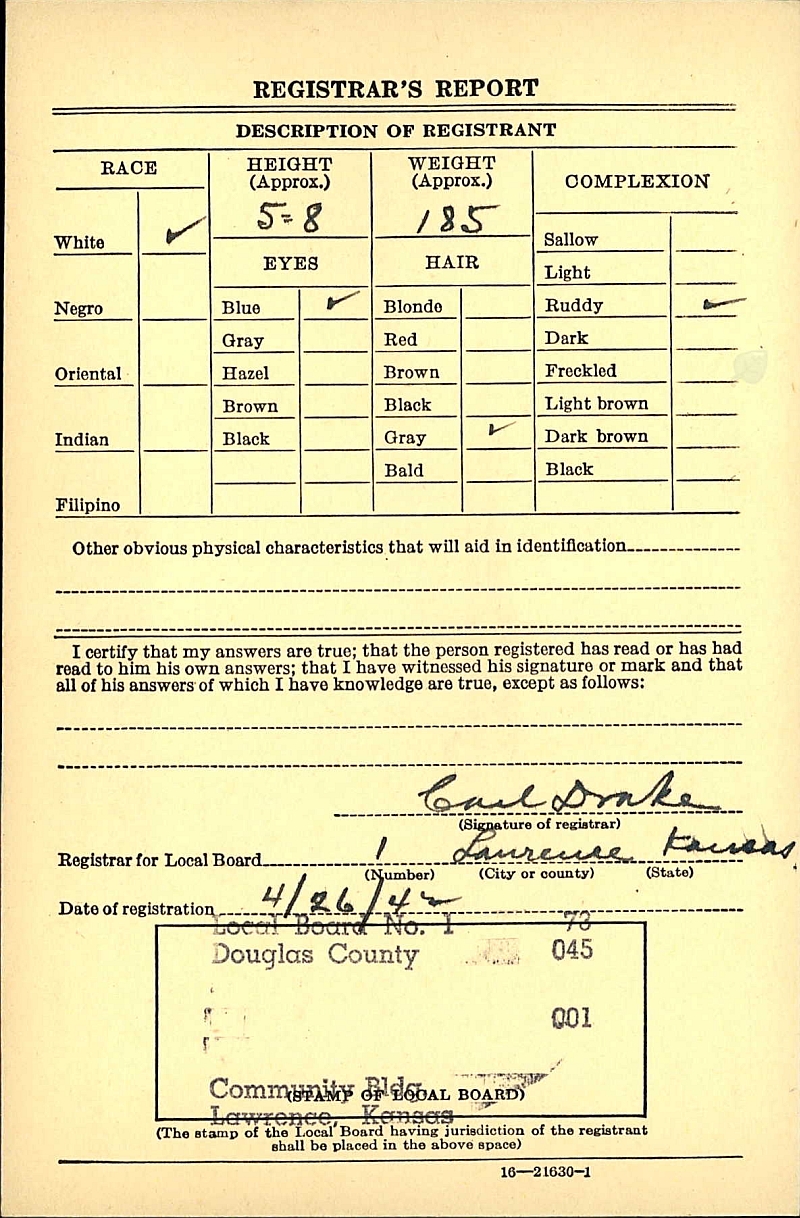 REGISTRAR'S REPORT
DESCRIPTION OF REGISTRANT
RACE
HEIGHT
(Approx.)
WEIGHT
(Approx.)
COMPLEXION
5-8
185
White ✓
Sallow
EYES
HAIR
Light
Negro
Blue ✓
Blonde
Ruddy ✓
Gray
Red
Dark
Oriental
Hazel
Brown
Freckled
Brown
Black
Light brown
Indian
Black
Gray ✓
Dark brown
Bald
Black
Filipino
Other obvious physical characteristics that will aid in identification
I certify that my answers are true; that the person registered has read or has had
read to him his own answers; that I have witnessed his signature or mark and that
all of his answers of which I have knowledge are true, except as follows:
Carl Drake
(Signature of registrar)
Registrar for Local Board 1 Lawrence Kansas
(Number) (City or county) (State)
Date of registration 4/26/42
Local Board No. 1 73
Douglas County 045
001
Community Bldg.
(STAMP OF LOCAL BOARD)
Lawrence, Kansas
(The stamp of the Local Board having jurisdiction of the registrant
shall be placed in the above space)
16—21630-1